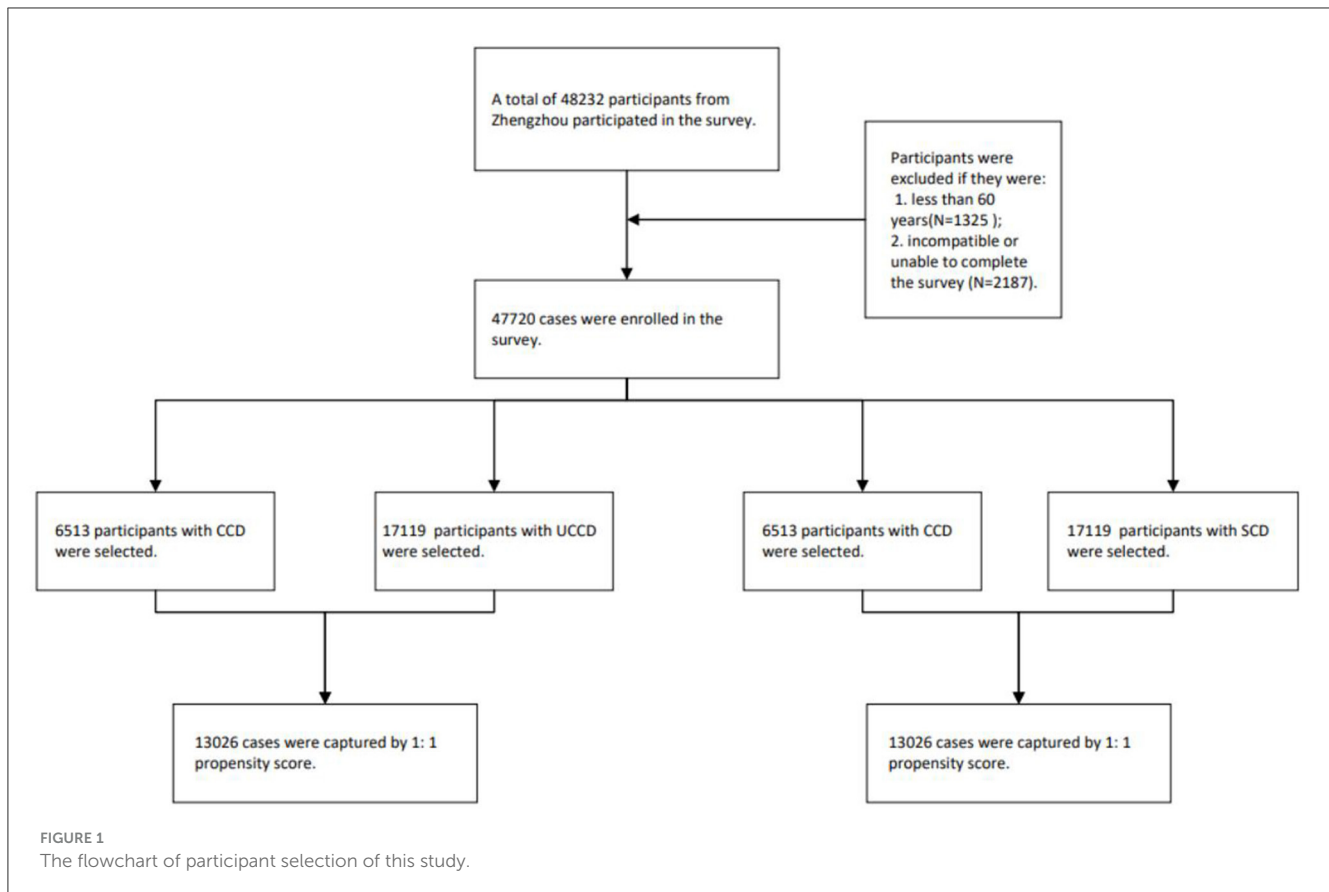 A total of 48232 participants from
Zhengzhou participated in the survey.
Participants were
excluded if they were:
1. less than 60
years(N=1325 );
2. incompatible or
unable to complete
the survey (N=2187).
47720 cases were enrolled in the
survey.
6513 participants with CCD
were selected.
17119 participants with UCCD
were selected.
6513 participants with CCD
were selected.
17119 participants with SCD
were selected.
13026 cases were captured by 1: 1
propensity score.
13026 cases were captured by 1: 1
propensity score.
FIGURE 1
The flowchart of participant selection of this study.